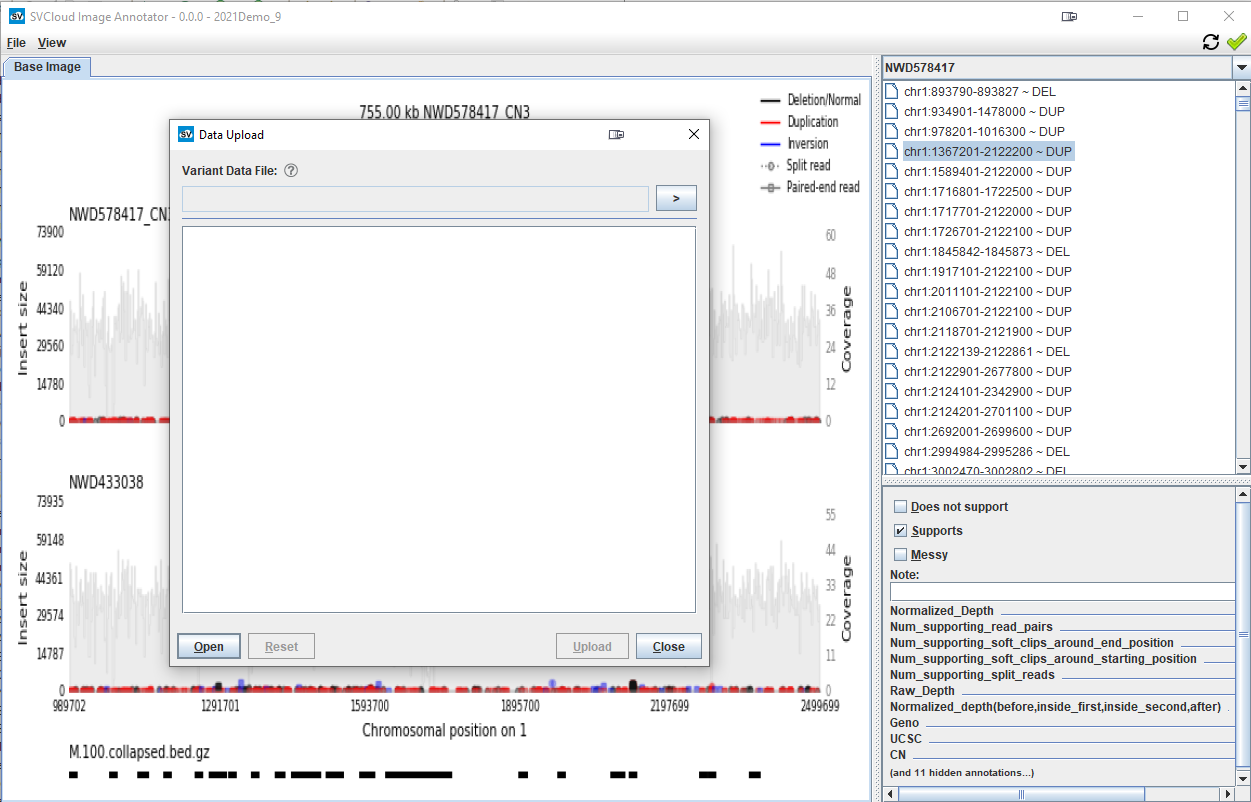 SVCloud Image Annotator - 0.0.0 - 2021Demo_9
File View
Base Image
755.00 kb NWD578417_CN3
Deletion/Normal
Duplication
Inversion
Split read
Paired-end read
NWD578417_CN3
73900
59120
44340
29560
14780
0
Insert size
60
48
36
24
12
0
Coverage
NWD433038
73935
59148
44361
29574
14787
0
Insert size
55
44
33
22
11
0
Coverage
989702 1291701 1593700 1895700 2197699 2499699
Chromosomal position on 1
M.100.collapsed.bed.gz
Data Upload
Variant Data File: ?
>
Open Reset Upload Close
NWD578417
chr1:893790-893827 ~ DEL
chr1:934901-1478000 ~ DUP
chr1:978201-1016300 ~ DUP
chr1:1367201-2122200 ~ DUP
chr1:1589401-2122200 ~ DUP
chr1:1716801-1722500 ~ DUP
chr1:1717701-2122000 ~ DUP
chr1:1726701-2122100 ~ DUP
chr1:1845842-1845873 ~ DEL
chr1:1917101-2122100 ~ DUP
chr1:2011101-2122100 ~ DUP
chr1:2106701-2122100 ~ DUP
chr1:2118701-2121900 ~ DUP
chr1:2122139-2122861 ~ DEL
chr1:2122901-2677800 ~ DUP
chr1:2124101-2342900 ~ DUP
chr1:2124201-2701100 ~ DUP
chr1:2692001-2699600 ~ DUP
chr1:2994984-2995286 ~ DEL
chr1:3002470-3002802 ~ DEL
Does not support
Supports
Messy
Note:
Normalized_Depth
Num_supporting_read_pairs
Num_supporting_soft_clips_around_end_position
Num_supporting_soft_clips_around_starting_position
Num_supporting_split_reads
Raw_Depth
Normalized_depth(before,inside_first,inside_second,after)
Geno
UCSC
CN
(and 11 hidden annotations...)